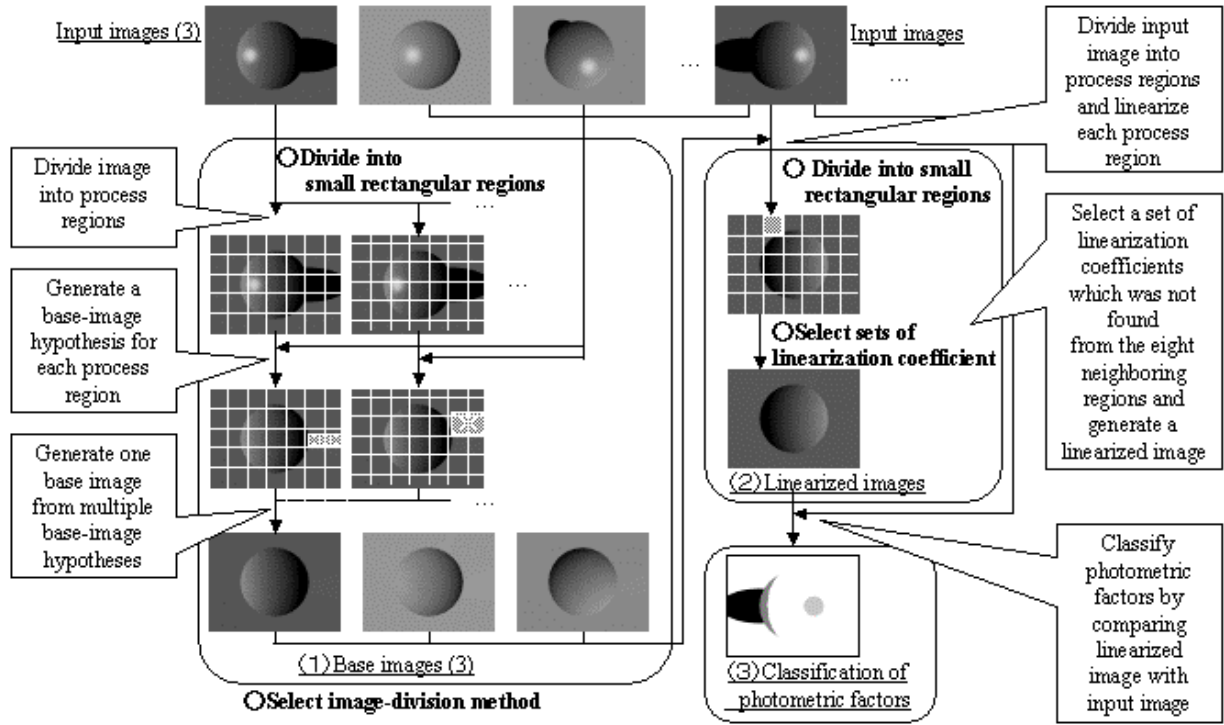 Input images (3)
...
Input images
...
Divide input
image into
process regions
and linearize
each process
region
Divide image
into process
regions
○Divide into
small rectangular regions
...
...
Generate a
base-image
hypothesis for
each process
region
Generate one
base image
from multiple
base-image
hypotheses
...
(1) Base images (3)
○Select image-division method
○ Divide into small
rectangular regions
○Select sets of
linearization coefficient
(2) Linearized images
Select a set of
linearization
coefficients
which was not
found
from the eight
neighboring
regions and
generate a
linearized image
(3) Classification of
photometric factors
Classify
photometric
factors by
comparing
linearized
image with
input image